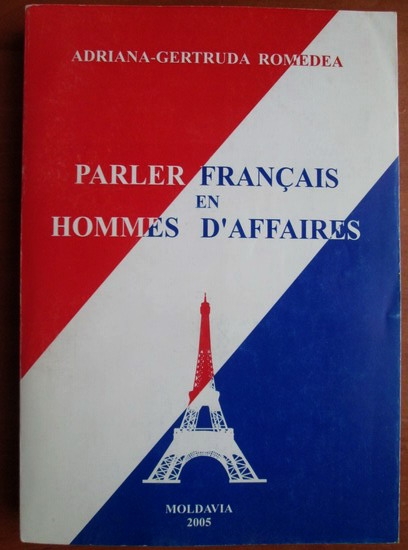 ADRIANA-GERTRUDA ROMEDEA
PARLER FRANÇAIS
EN
HOMMES D'AFFAIRES
MOLDAVIA
2005